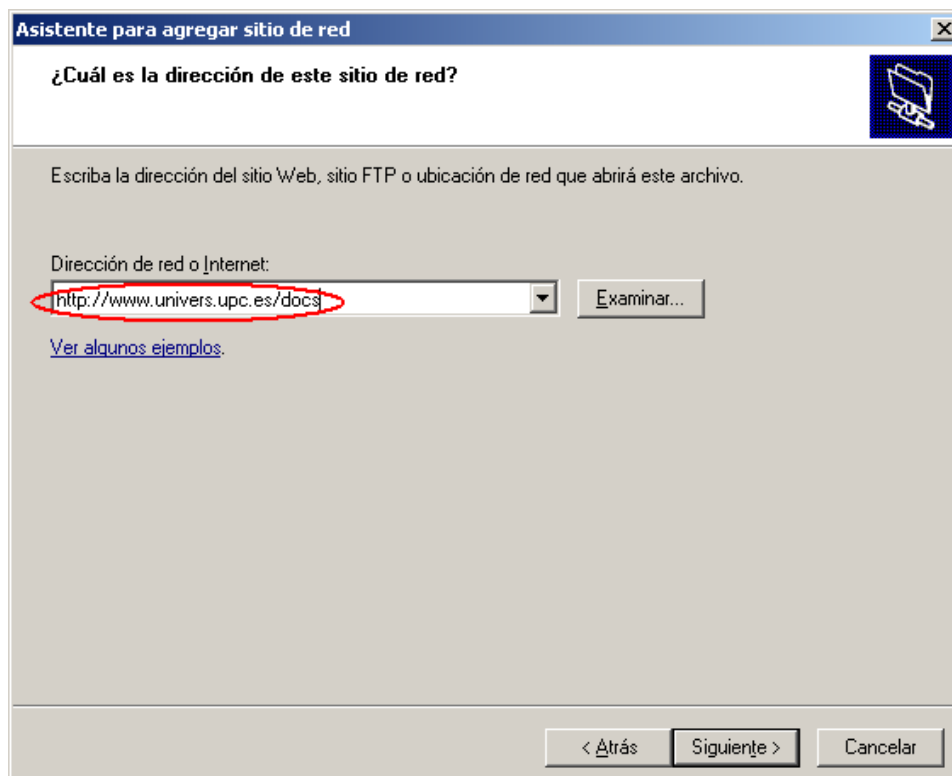 Asistente para agregar sitio de red
¿Cuál es la dirección de este sitio de red?
Escriba la dirección del sitio Web, sitio FTP o ubicación de red que abrirá este archivo.
Dirección de red o Internet:
http://www.univers.upc.es/docs
Examinar...
Ver algunos ejemplos.
< Atrás
Siguiente >
Cancelar